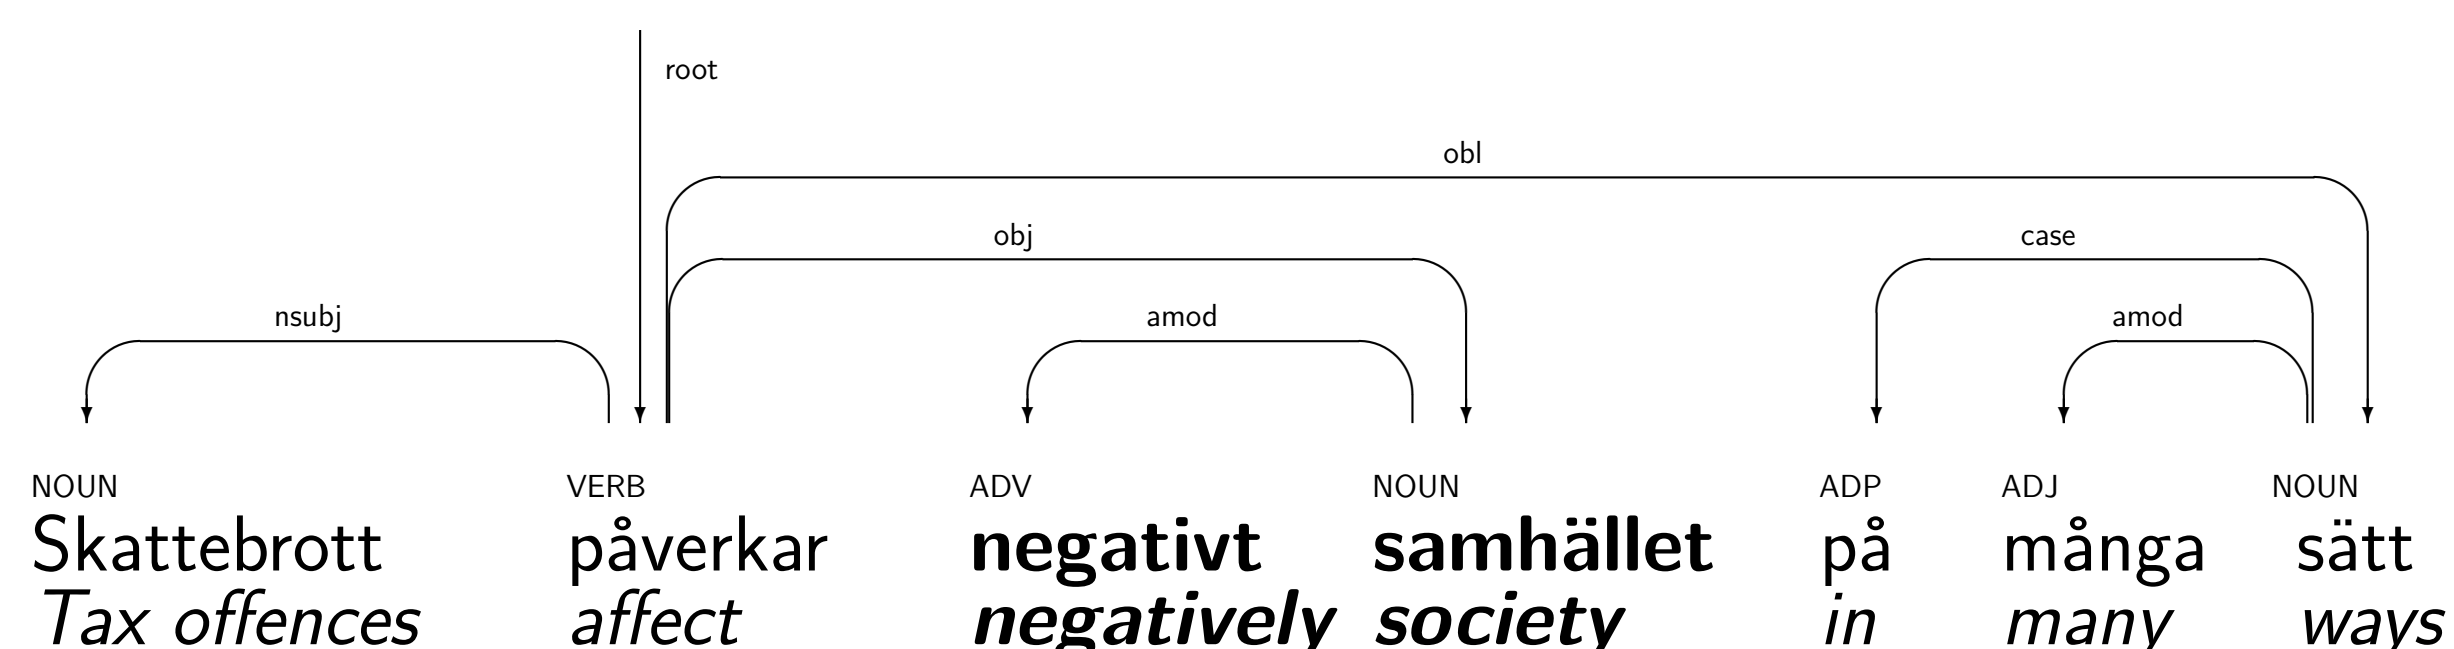 root
obl
obj case
nsubj amod amod
NOUN VERB ADV NOUN ADP ADJ NOUN
Skattebrott påverkar negativt samhället på många sätt
Tax offences affect negatively society in many ways